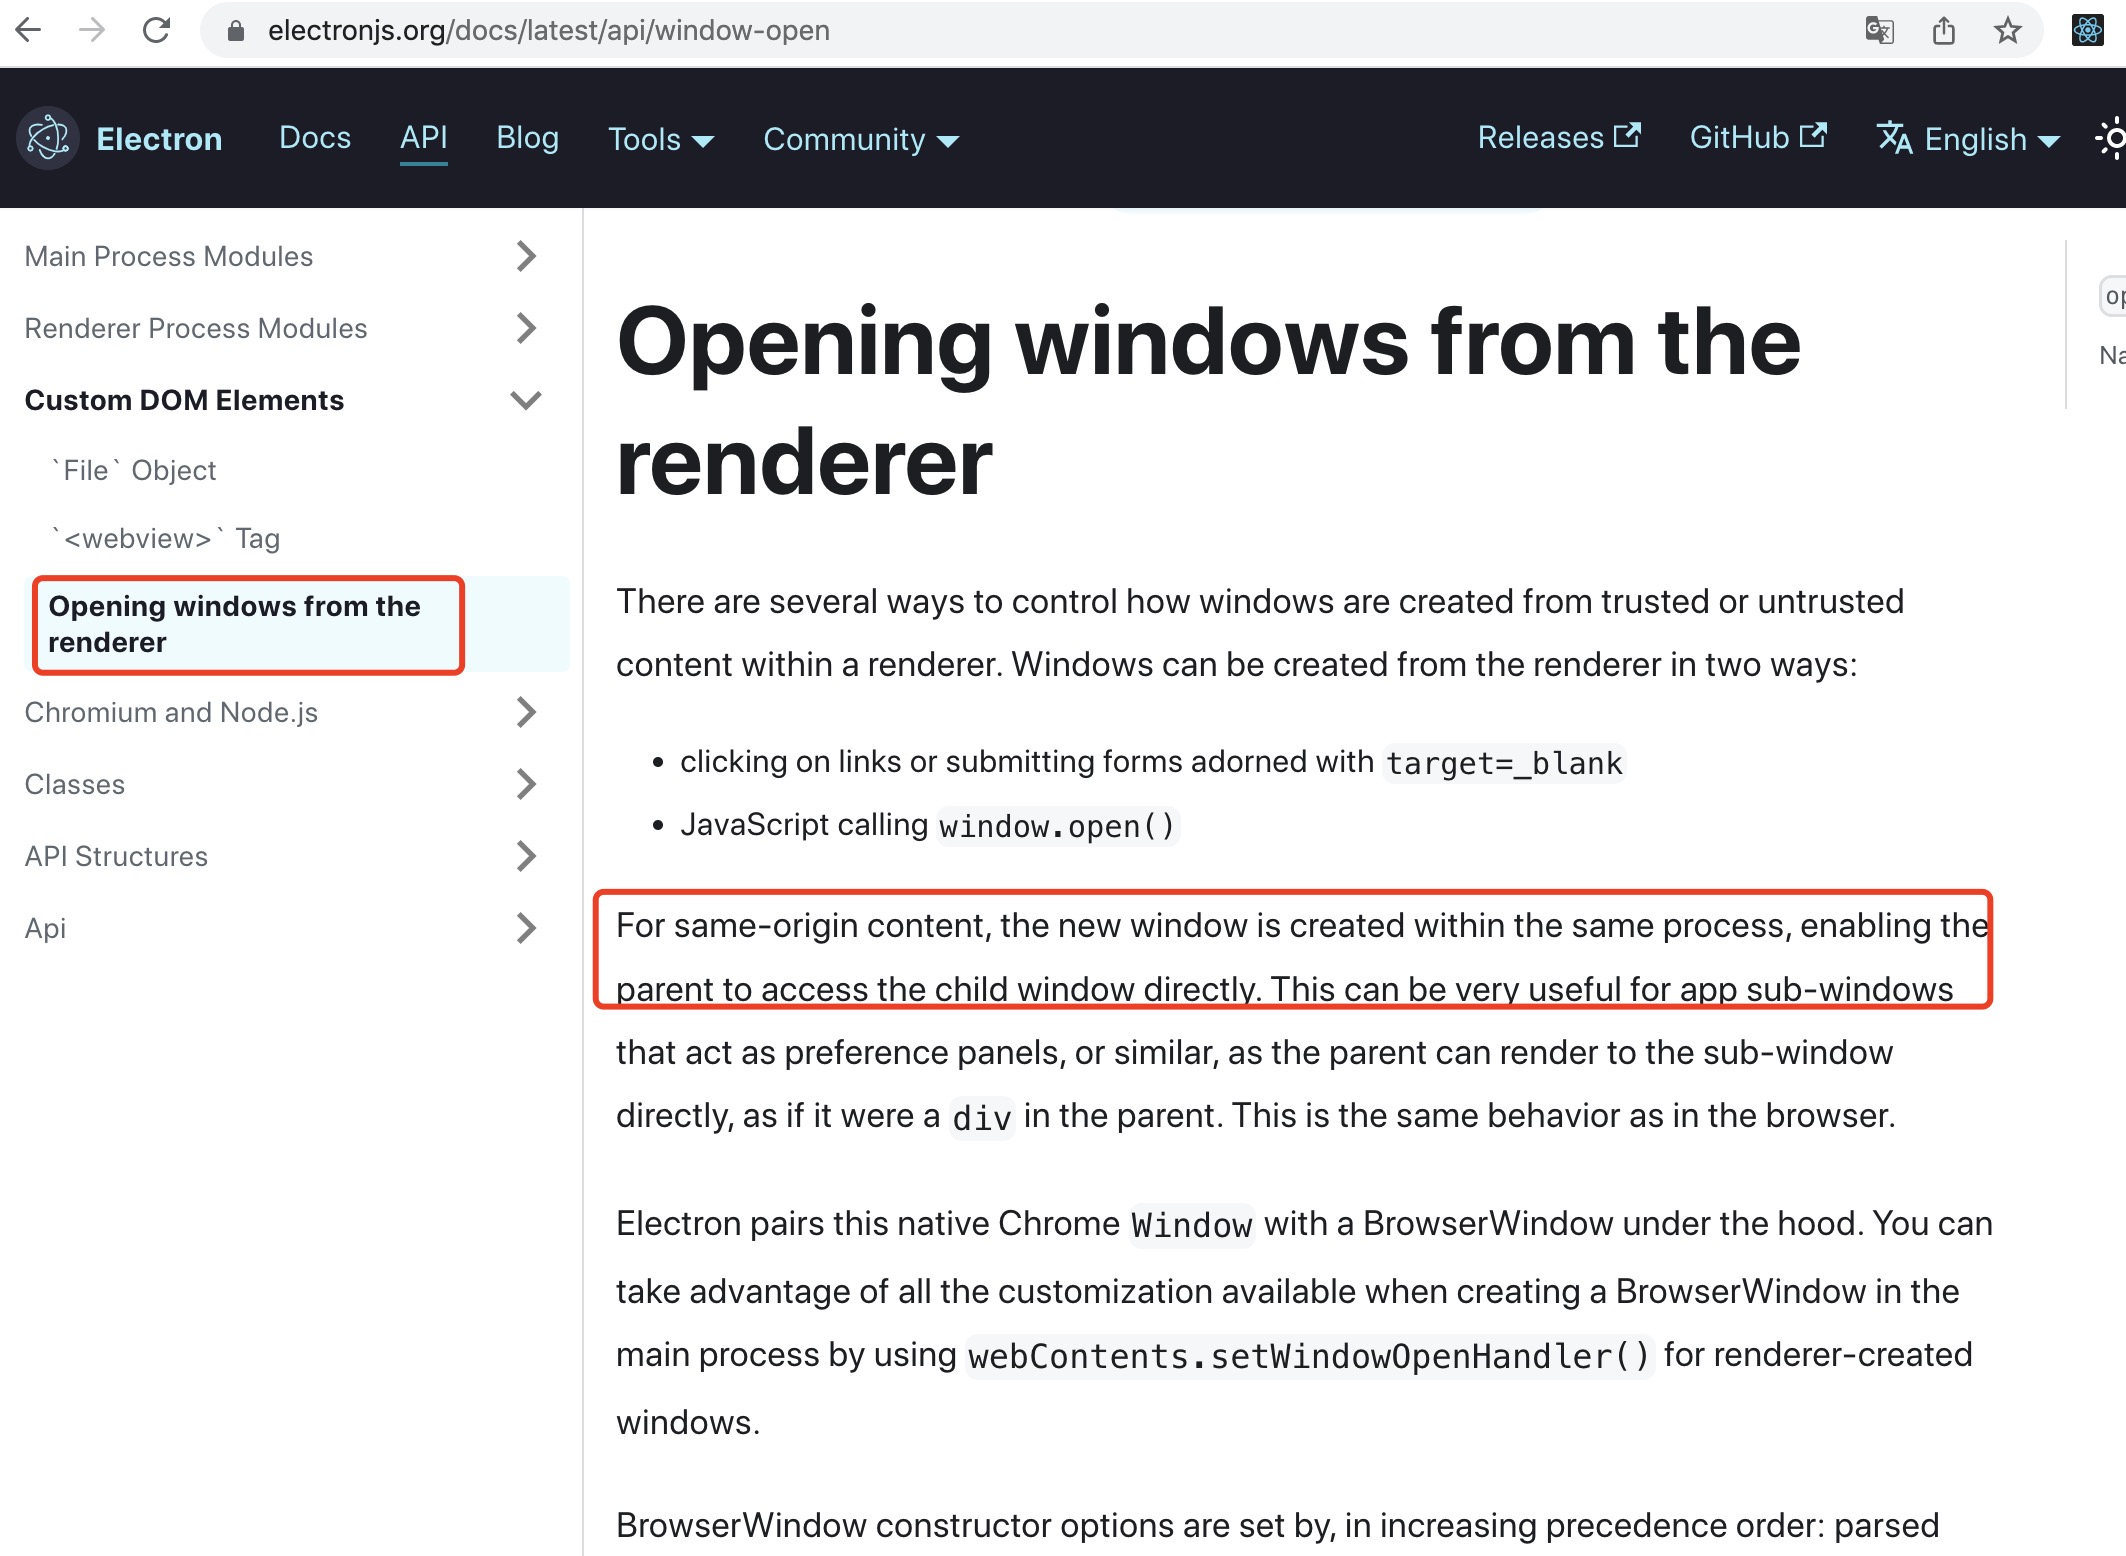 electronjs.org/docs/latest/api/window-open
Electron Docs API Blog Tools Community Releases GitHub English
Main Process Modules
Renderer Process Modules
Custom DOM Elements
`File` Object
`<webview>` Tag
Opening windows from the
renderer
Chromium and Node.js
Classes
API Structures
Api
Opening windows from the
renderer
There are several ways to control how windows are created from trusted or untrusted
content within a renderer. Windows can be created from the renderer in two ways:
• clicking on links or submitting forms adorned with target=_blank
• JavaScript calling window.open()
For same-origin content, the new window is created within the same process, enabling the
parent to access the child window directly. This can be very useful for app sub-windows
that act as preference panels, or similar, as the parent can render to the sub-window
directly, as if it were a div in the parent. This is the same behavior as in the browser.
Electron pairs this native Chrome Window with a BrowserWindow under the hood. You can
take advantage of all the customization available when creating a BrowserWindow in the
main process by using webContents.setWindowOpenHandler() for renderer-created
windows.
BrowserWindow constructor options are set by, in increasing precedence order: parsed